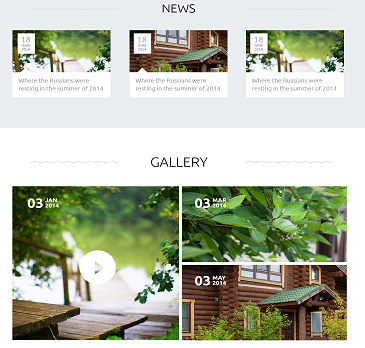 NEWS
18
JUNE
2014
18
JUNE
2014
18
JUNE
2014
Where the Russians were
resting in the summer of 2014
Where the Russians were
resting in the summer of 2014
Where the Russians were
resting in the summer of 2014
GALLERY
03 JAN
2014
03 MAR
2014
03 MAY
2014